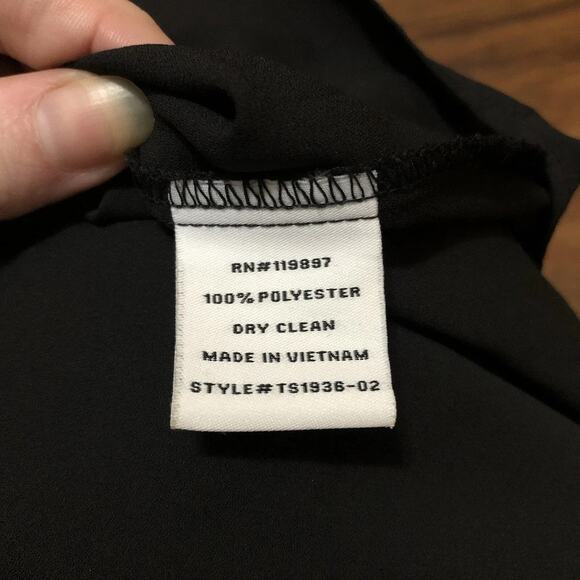 RN#119897
100% POLYESTER
DRY CLEAN
MADE IN VIETNAM
STYLE#TS1936-02